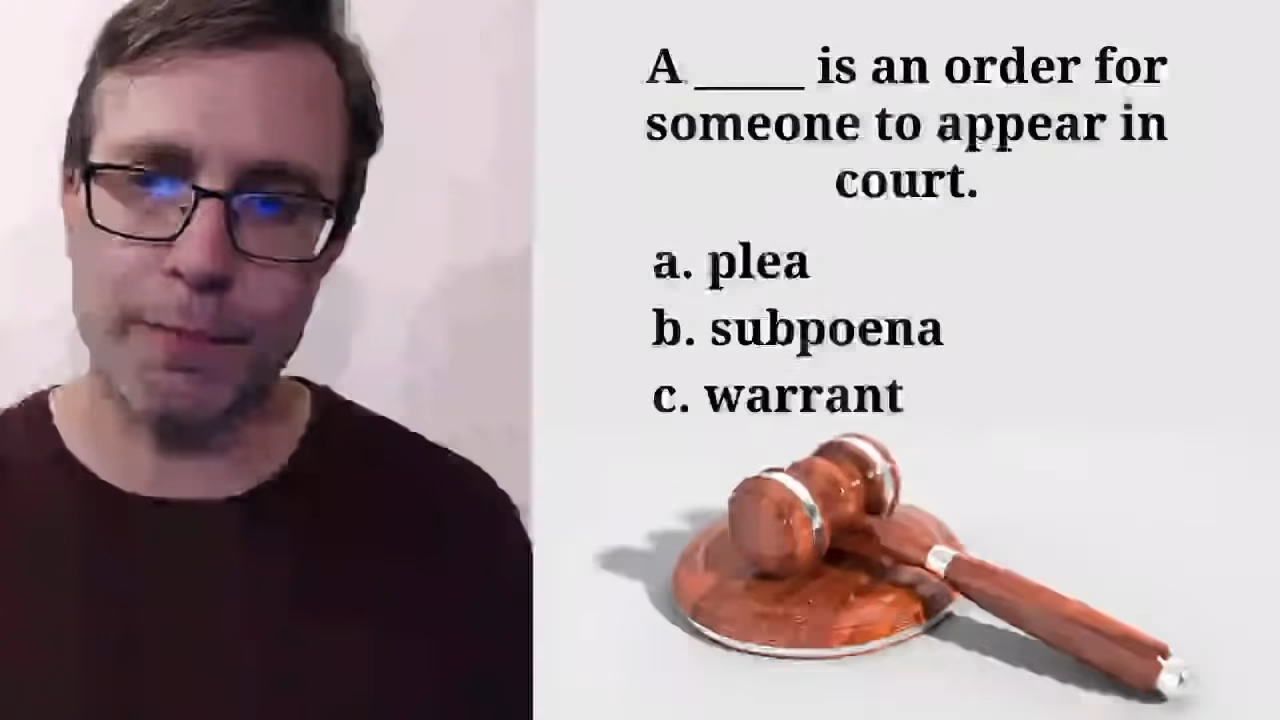 A _____ is an order for
someone to appear in
court.
a. plea
b. subpoena
c. warrant